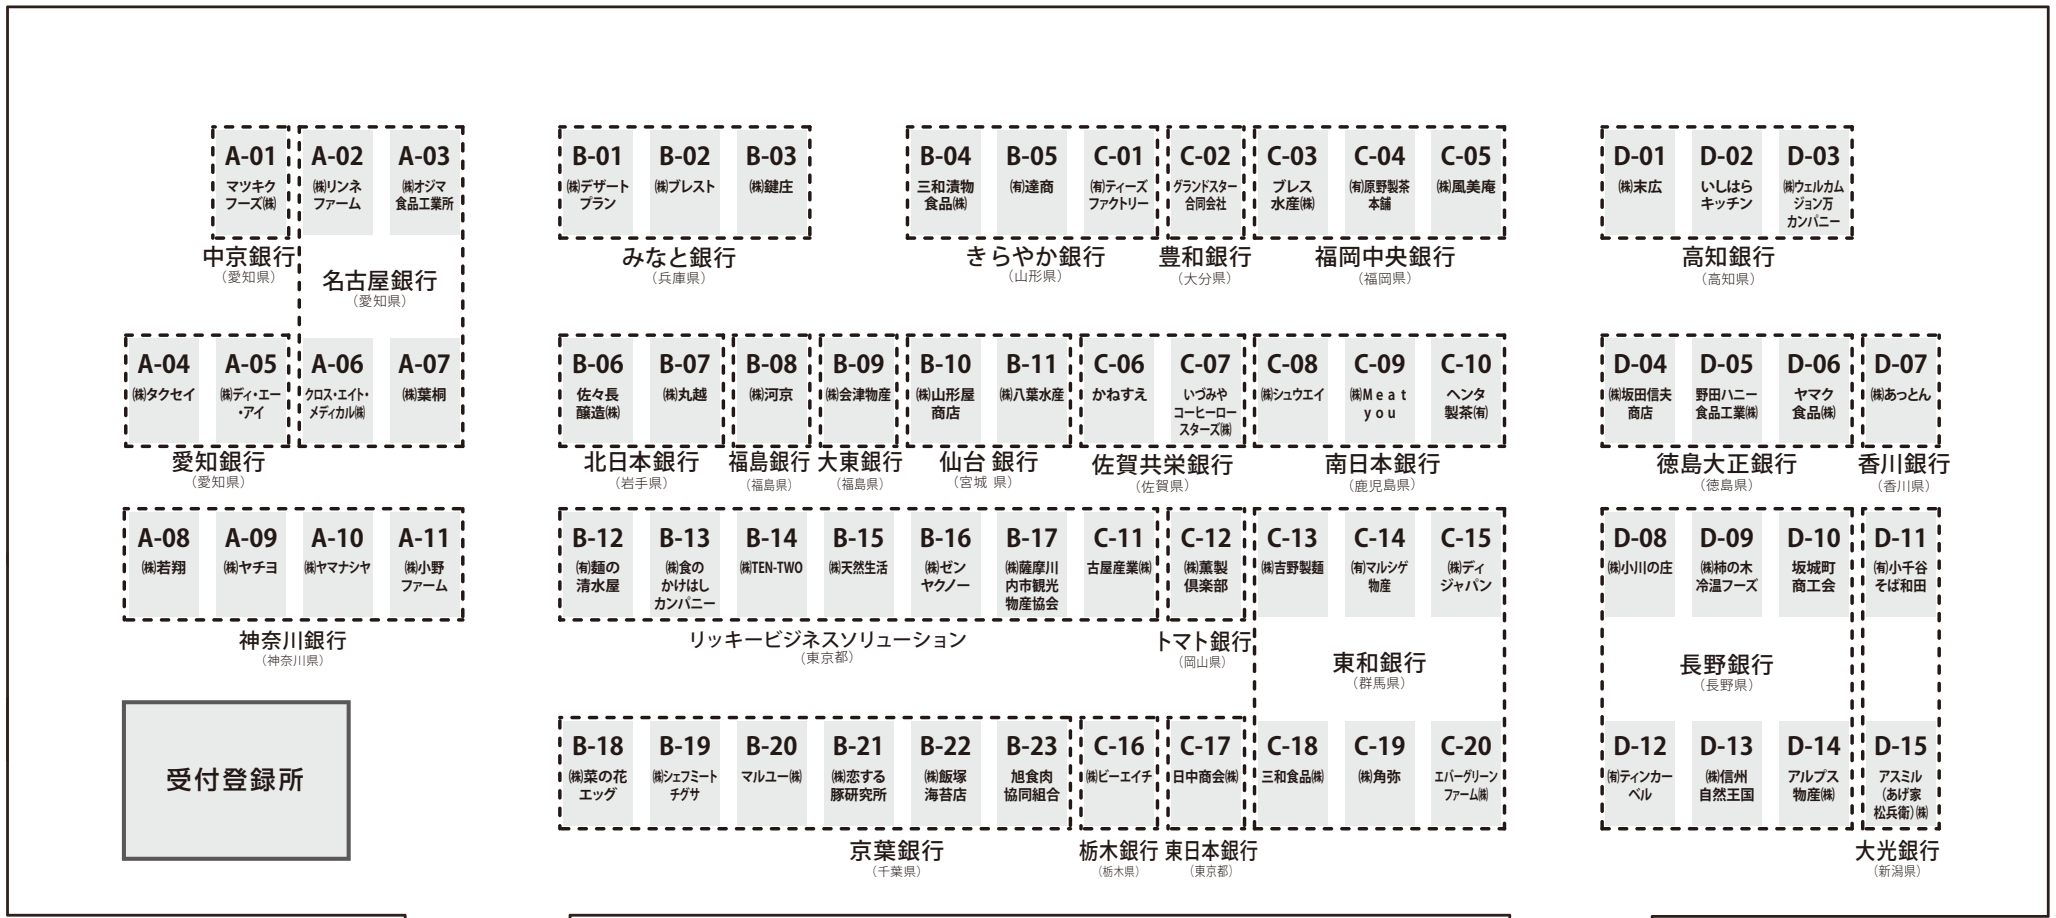 A-01
マツキク
フーズ㈱
A-02
㈱リンネ
ファーム
A-03
㈱オジマ
食品工業所
B-01
㈱デザート
プラン
B-02
㈱ブレスト
B-03
㈱鍵庄
B-04
三和漬物
食品㈱
B-05
㈲達商
C-01
㈲ティーズ
ファクトリー
C-02
グランドスター
合同会社
C-03
ブレス
水産㈱
C-04
㈲原野製茶
本舗
C-05
㈱風美庵
D-01
㈱末広
D-02
いしはら
キッチン
D-03
㈱ウェルカム
ジョン万
カンパニー
中京銀行
（愛知県）
名古屋銀行
（愛知県）
みなと銀行
（兵庫県）
きらやか銀行
（山形県）
豊和銀行
（大分県）
福岡中央銀行
（福岡県）
高知銀行
（高知県）
A-04
㈱タクセイ
A-05
㈱ディ・エー
・アイ
A-06
クロス・エイト・
メディカル㈱
A-07
㈱葉桐
B-06
佐々長
醸造㈱
B-07
㈱丸越
B-08
㈱河京
B-09
㈱会津物産
B-10
㈱山形屋
商店
B-11
㈱八葉水産
C-06
かねすえ
C-07
いづみや
コーヒーロー
スターズ㈱
C-08
㈱シュウエイ
C-09
㈱Meat
you
C-10
ヘンタ
製茶㈲
D-04
㈱坂田信夫
商店
D-05
野田ハニー
食品工業㈱
D-06
ヤマク
食品㈱
D-07
㈱あっとん
愛知銀行
（愛知県）
北日本銀行
（岩手県）
福島銀行
（福島県）
大東銀行
（福島県）
仙台 銀行
（宮城 県）
佐賀共栄銀行
（佐賀県）
南日本銀行
（鹿児島県）
徳島大正銀行
（徳島県）
香川銀行
（香川県）
A-08
㈱若翔
A-09
㈱ヤチヨ
A-10
㈱ヤマナシヤ
A-11
㈱小野
ファーム
B-12
㈲麺の
清水屋
B-13
㈱食の
かけはし
カンパニー
B-14
㈱TEN-TWO
B-15
㈱天然生活
B-16
㈱ゼン
ヤクノー
B-17
㈱薩摩川
内市観光
物産協会
C-11
古屋産業㈱
C-12
㈱薫製
倶楽部
C-13
㈱吉野製麺
C-14
㈲マルシゲ
物産
C-15
㈱ディ
ジャパン
D-08
㈱小川の庄
D-09
㈱柿の木
冷温フーズ
D-10
坂城町
商工会
D-11
㈲小千谷
そば和田
神奈川銀行
（神奈川県）
リッキービジネスソリューション
（東京都）
トマト銀行
（岡山県）
東和銀行
（群馬県）
長野銀行
（長野県）
受付登録所
B-18
㈱菜の花
エッグ
B-19
㈱シェフミート
チグサ
B-20
マルユー㈱
B-21
㈱恋する
豚研究所
B-22
㈱飯塚
海苔店
B-23
旭食肉
協同組合
C-16
㈱ビーエイチ
C-17
日中商会㈱
C-18
三和食品㈱
C-19
㈱角弥
C-20
エバーグリーン
ファーム㈱
D-12
㈲ティンカー
ベル
D-13
㈱信州
自然王国
D-14
アルプス
物産㈱
D-15
アスミル
（あげ家
松兵衛）㈱
京葉銀行
（千葉県）
栃木銀行
（栃木県）
東日本銀行
（東京都）
大光銀行
（新潟県）